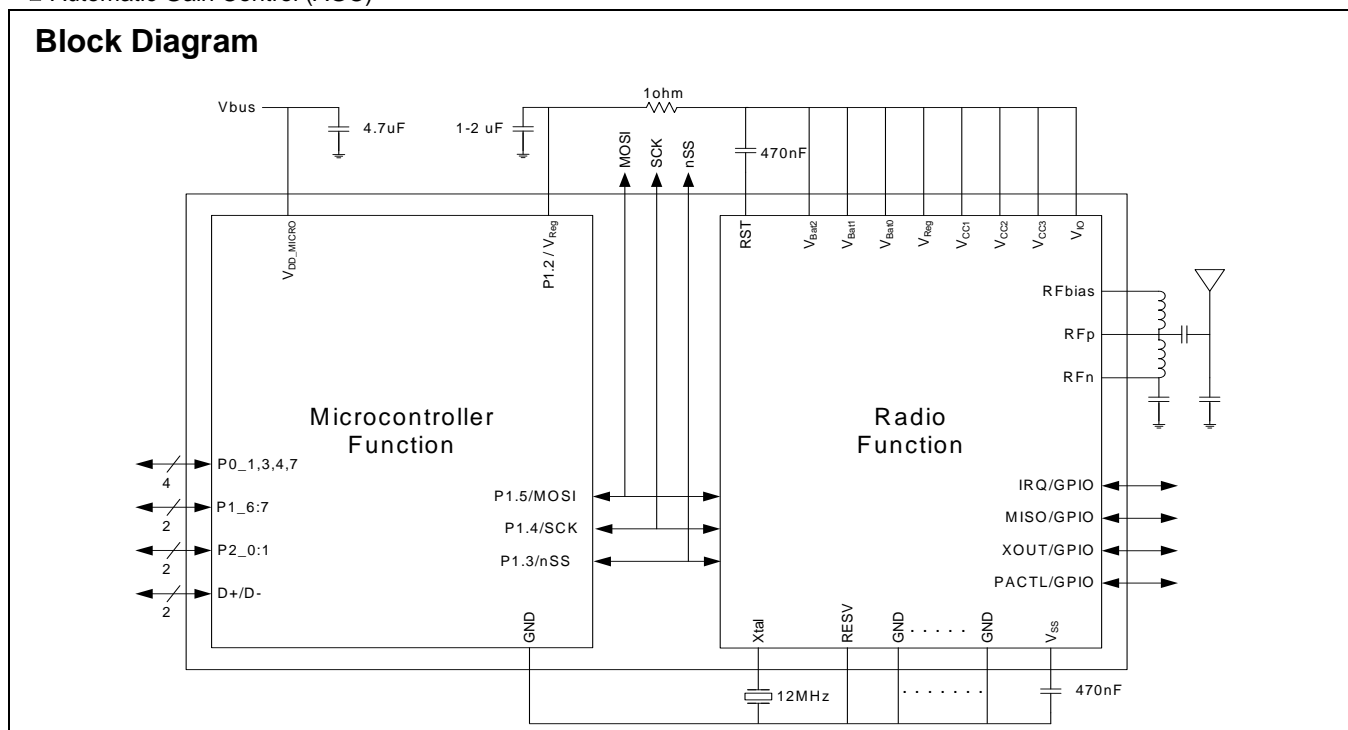 Block Diagram
1ohm
Vbus
4.7uF
1-2 uF
MOSI
SCK
nSS
470nF
VDD_MICRO
P1.2 / VReg
RST
VBat2
VBat1
VBat0
VReg
VCC1
VCC2
VCC3
VIO
RFbias
RFp
RFn
Microcontroller
Function
Radio
Function
P0_1,3,4,7
4
P1_6:7
2
P2_0:1
2
D+/D-
2
P1.5/MOSI
P1.4/SCK
P1.3/nSS
IRQ/GPIO
MISO/GPIO
XOUT/GPIO
PACTL/GPIO
GND
Xtal
RESV
GND
. . . . .
GND
VSS
12MHz
. . . . . . .
470nF